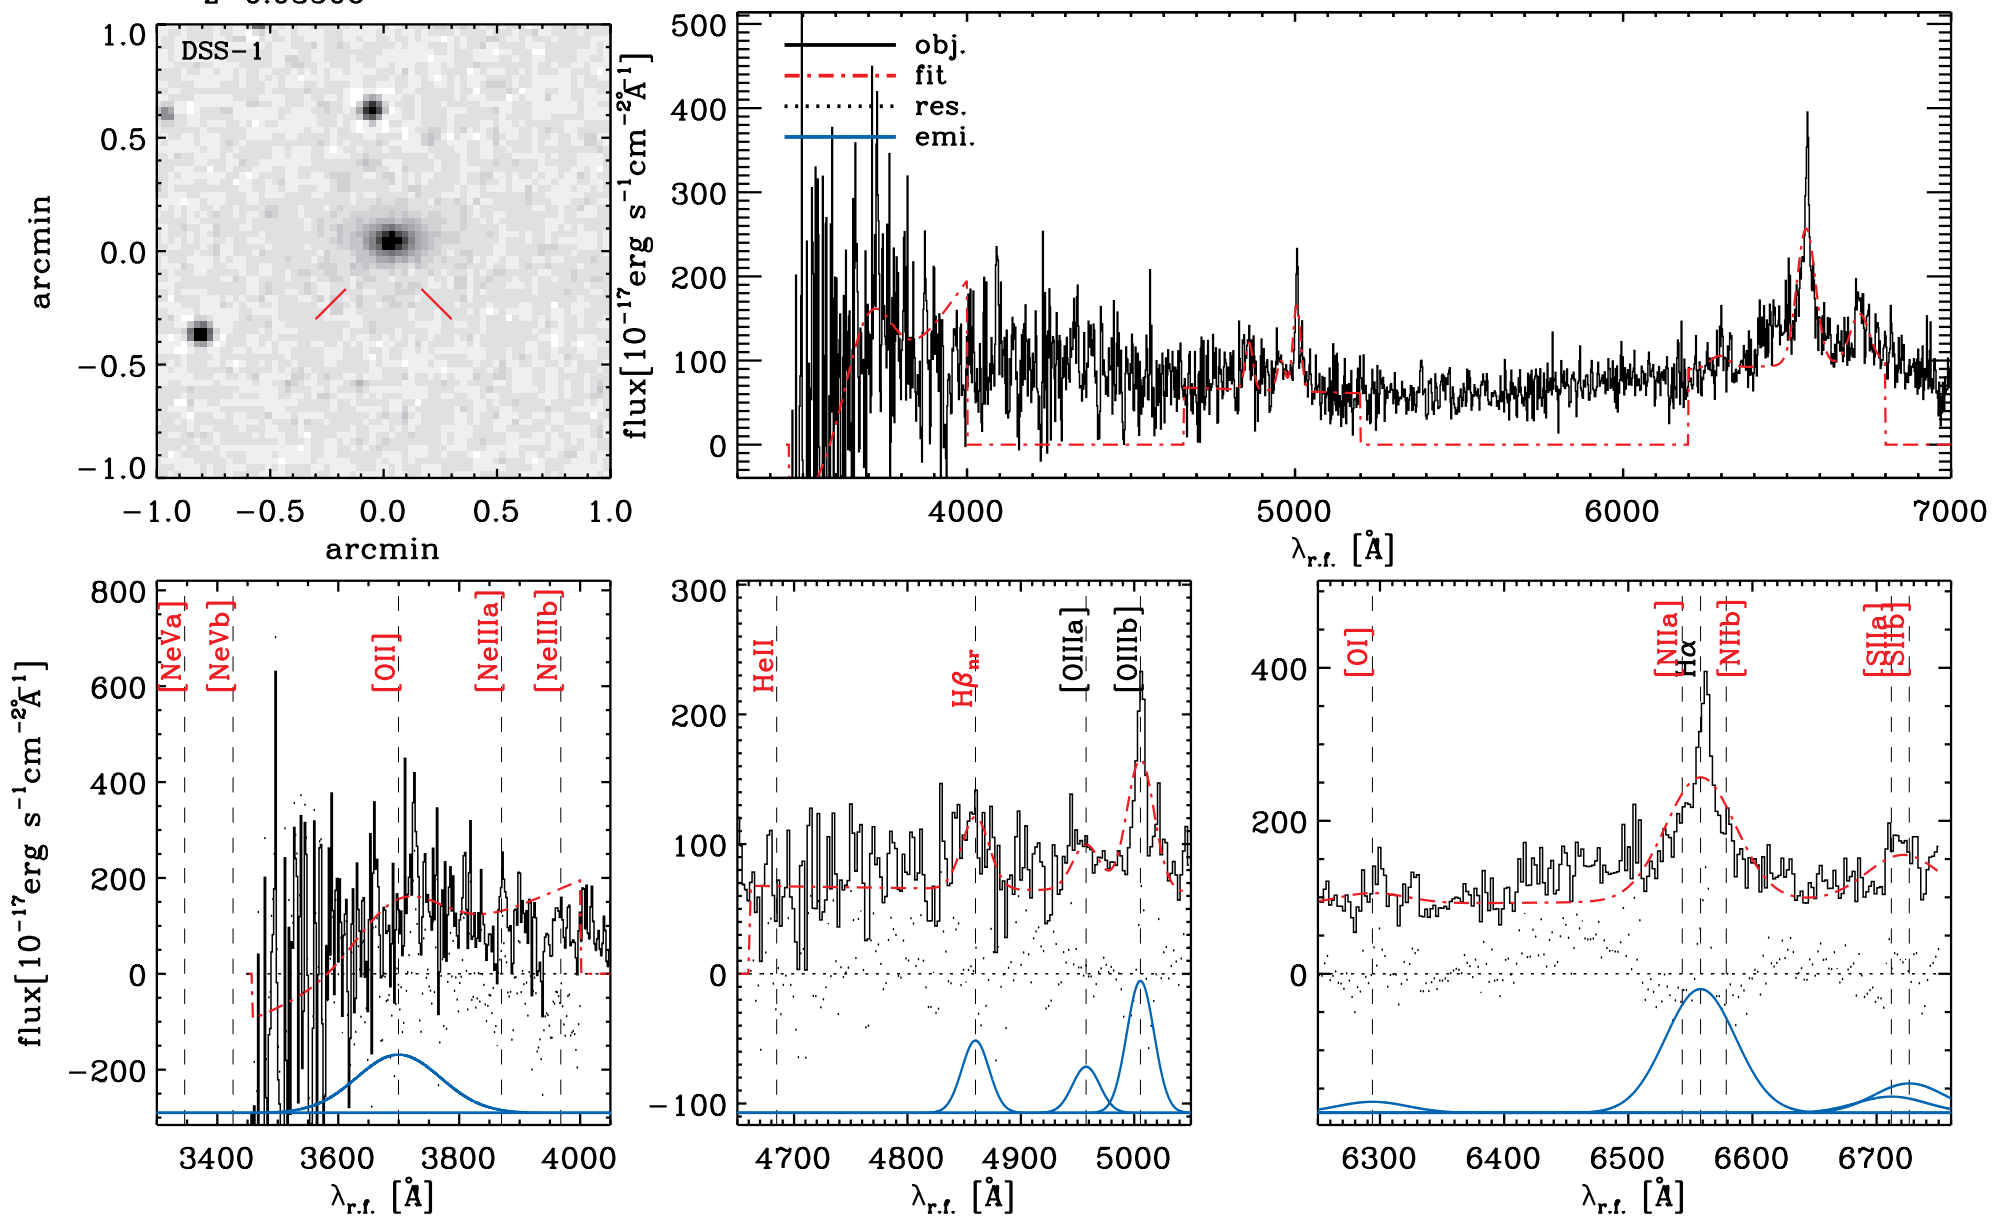 DSS-1
1.0
0.5
0.0
−0.5
−1.0
−1.0 −0.5 0.0 0.5 1.0
arcmin
arcmin
obj.
fit
res.
emi.
500
400
300
200
100
0
flux[10⁻¹⁷erg s⁻¹cm⁻²Å⁻¹]
4000 5000 6000 7000
λr.f. [Å]
[NeVa] [NeVb] [OII] [NeIIIa] [NeIIIb]
800
600
400
200
0
−200
flux[10⁻¹⁷erg s⁻¹cm⁻²Å⁻¹]
3400 3600 3800 4000
λr.f. [Å]
HeII Hβnr [OIIIa] [OIIIb]
300
200
100
0
−100
4700 4800 4900 5000
λr.f. [Å]
[OI] [NIIa] Hα [NIIb] [SIIa] [SIIb]
400
200
0
6300 6400 6500 6600 6700
λr.f. [Å]